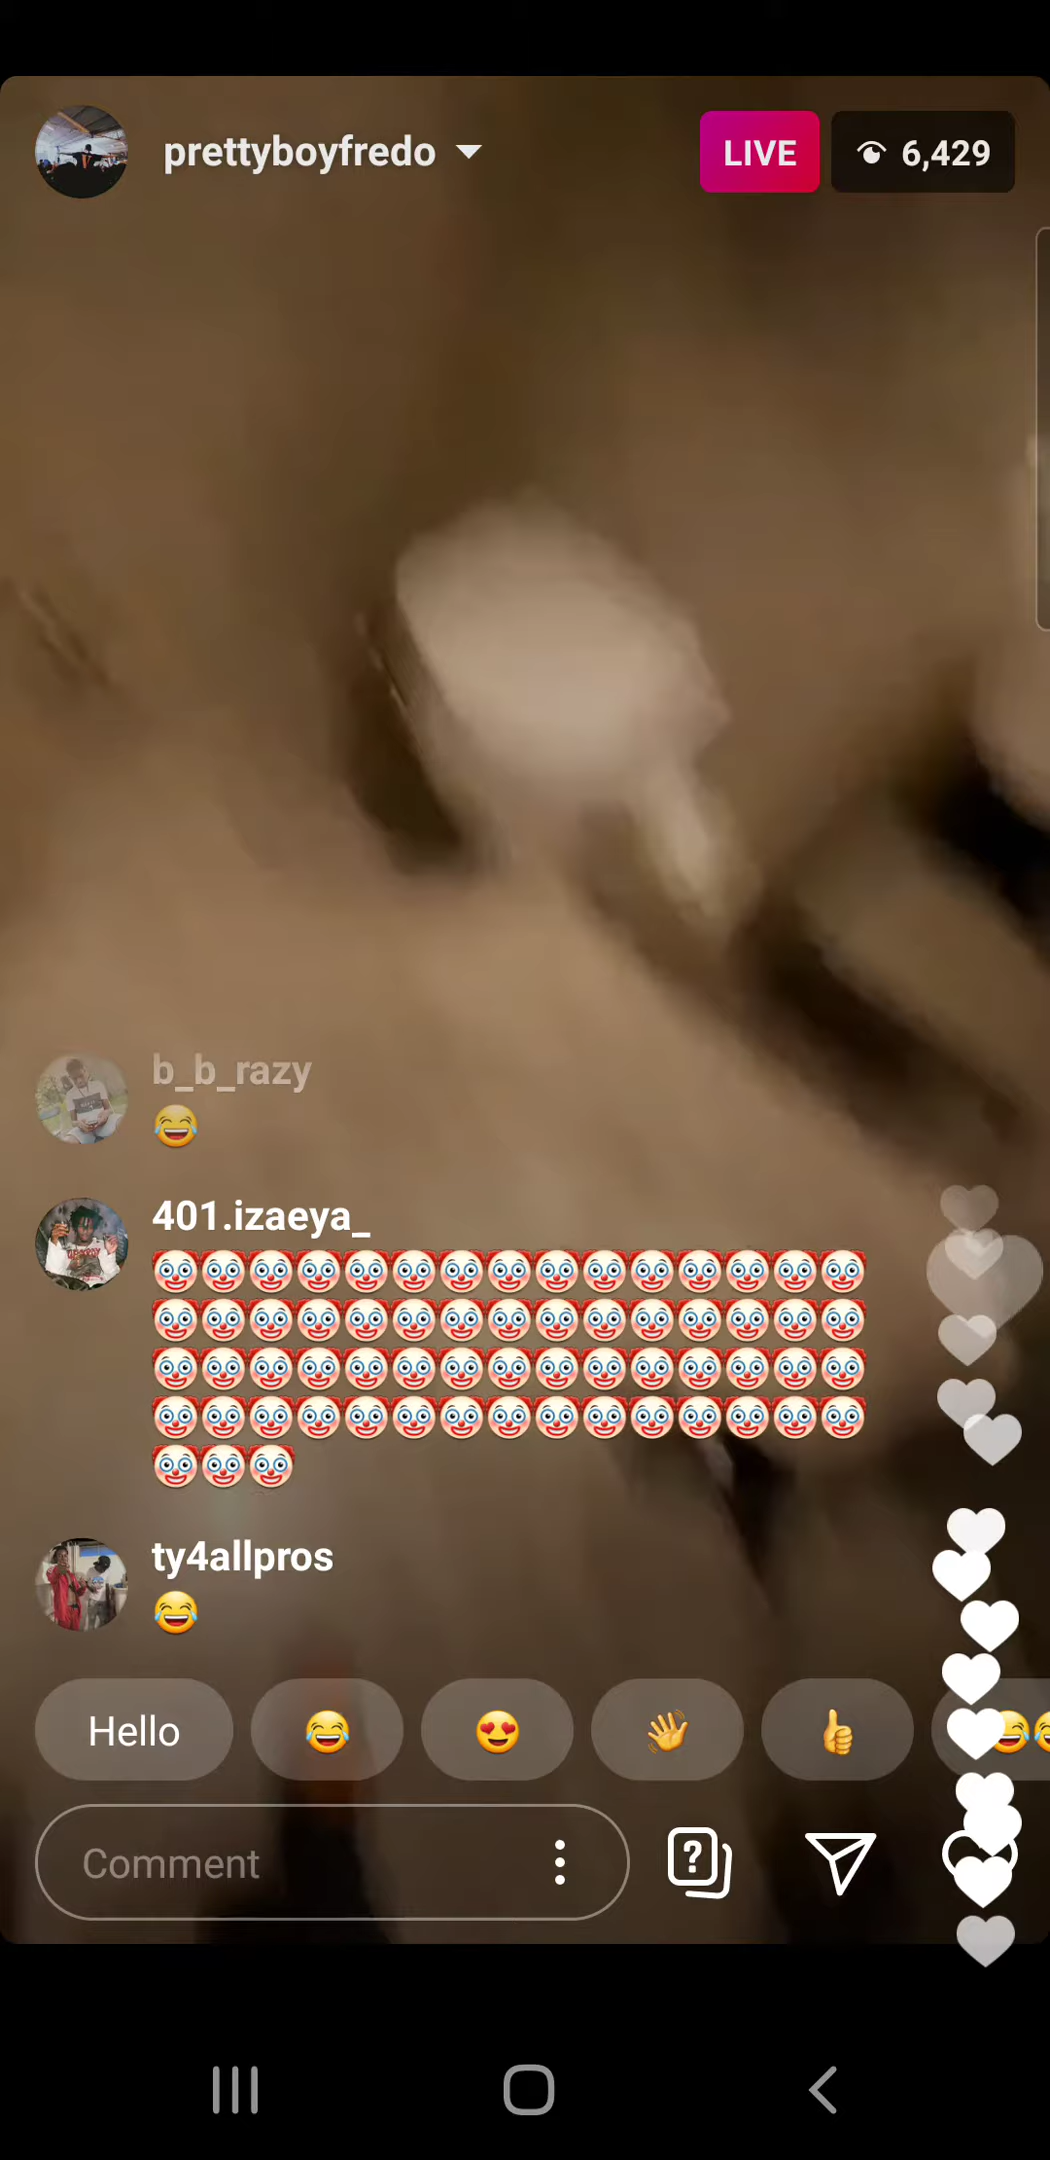 prettyboyfredo
LIVE
6,429
b_b_razy
😂
401.izaeya_
🤡🤡🤡🤡🤡🤡🤡🤡🤡🤡🤡🤡🤡🤡🤡
🤡🤡🤡🤡🤡🤡🤡🤡🤡🤡🤡🤡🤡🤡🤡
🤡🤡🤡🤡🤡🤡🤡🤡🤡🤡🤡🤡🤡🤡🤡
🤡🤡🤡🤡🤡🤡🤡🤡🤡🤡🤡🤡🤡🤡🤡
🤡🤡🤡
ty4allpros
😂
Hello 😂 😍 👋 👍 😂😂
Comment